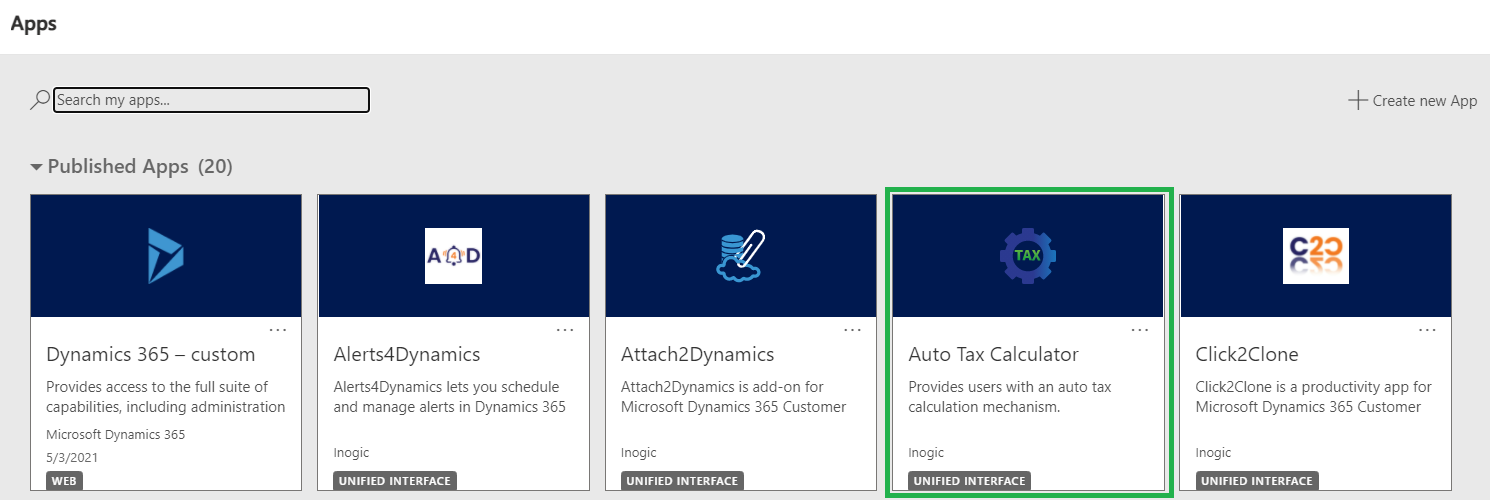 Apps
Search my apps...
Create new App
Published Apps (20)
Dynamics 365 – custom
Provides access to the full suite of
capabilities, including administration
Microsoft Dynamics 365
5/3/2021
WEB
A4D
Alerts4Dynamics
Alerts4Dynamics lets you schedule
and manage alerts in Dynamics 365
Inogic
UNIFIED INTERFACE
Attach2Dynamics
Attach2Dynamics is add-on for
Microsoft Dynamics 365 Customer
Inogic
UNIFIED INTERFACE
TAX
Auto Tax Calculator
Provides users with an auto tax
calculation mechanism.
Inogic
UNIFIED INTERFACE
C2C
Click2Clone
Click2Clone is a productivity app for
Microsoft Dynamics 365 Customer
Inogic
UNIFIED INTERFACE